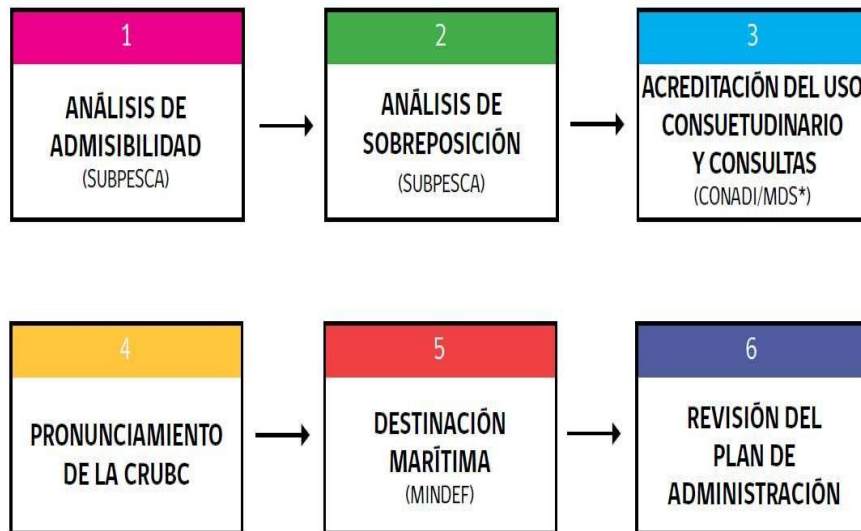 1
ANÁLISIS DE
ADMISIBILIDAD
(SUBPESCA)
2
ANÁLISIS DE
SOBREPOSICIÓN
(SUBPESCA)
3
ACREDITACIÓN DEL USO
CONSUETUDINARIO
Y CONSULTAS
(CONADI/MDS*)
4
PRONUNCIAMIENTO
DE LA CRUBC
5
DESTINACIÓN
MARÍTIMA
(MINDEF)
6
REVISIÓN DEL
PLAN DE
ADMINISTRACIÓN